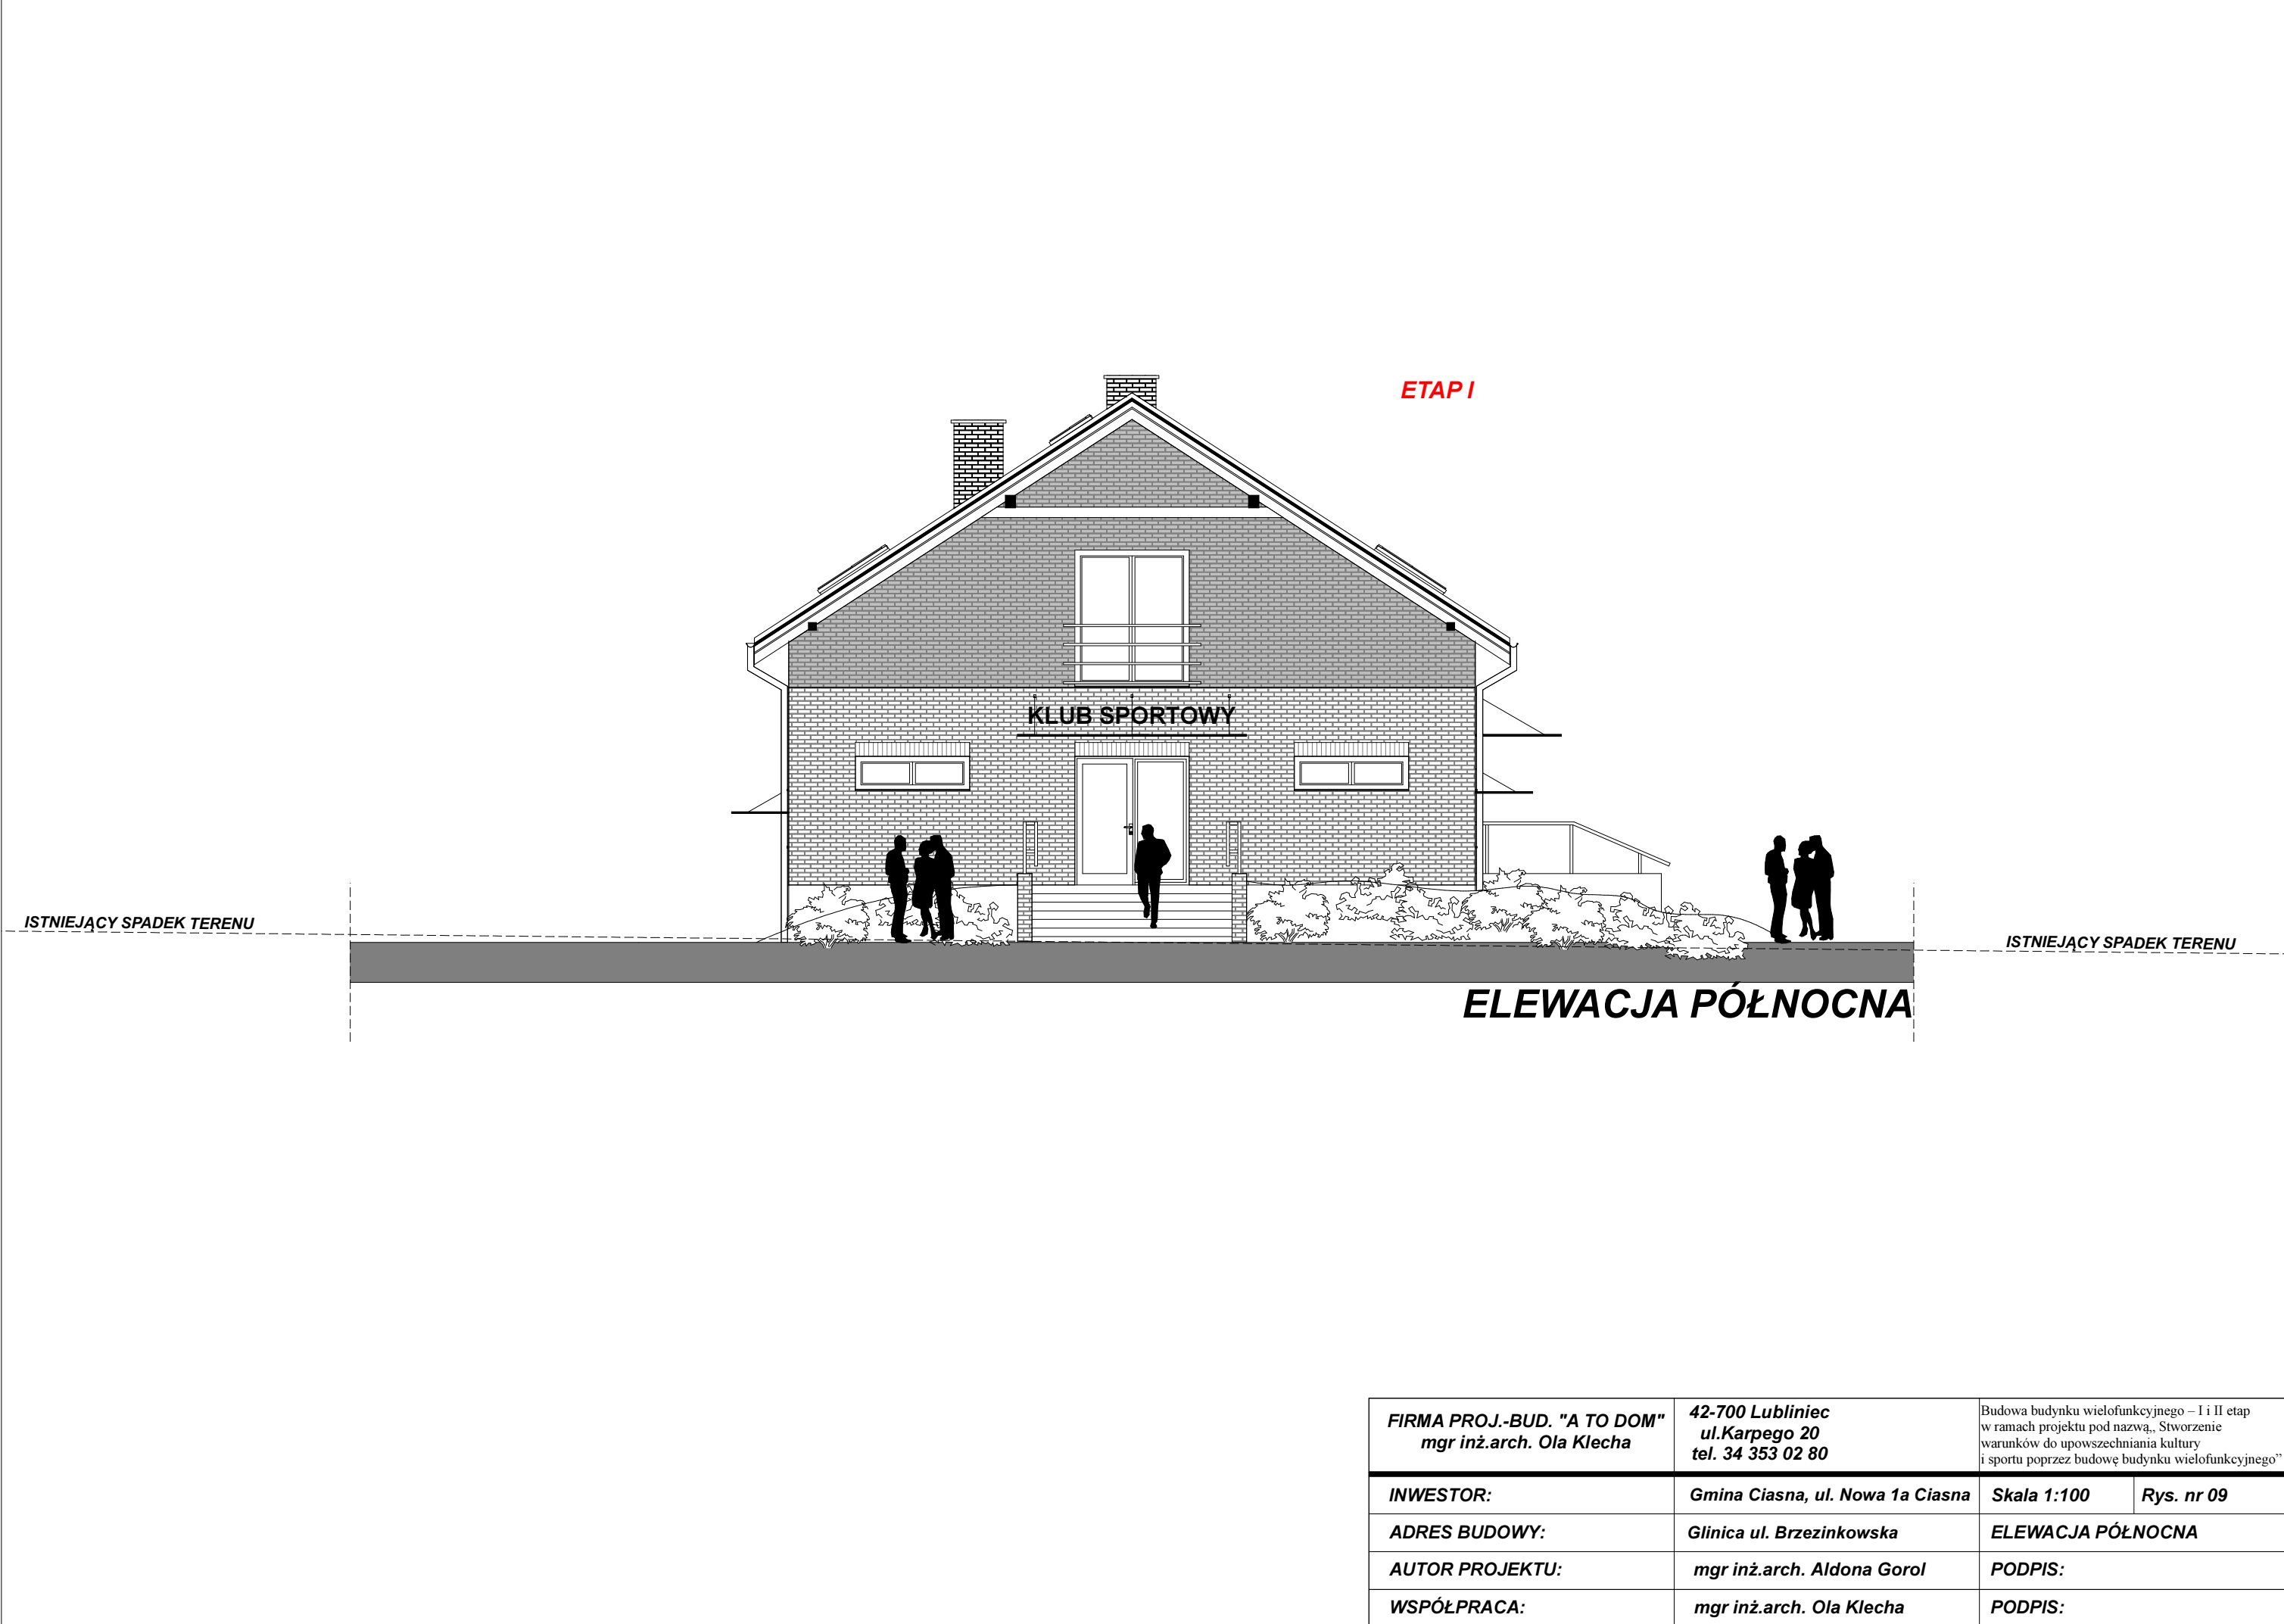 ETAP I
KLUB SPORTOWY
ISTNIEJĄCY SPADEK TERENU
ISTNIEJĄCY SPADEK TERENU
ELEWACJA PÓŁNOCNA
FIRMA PROJ.-BUD. "A TO DOM"
mgr inż.arch. Ola Klecha
42-700 Lubliniec
ul.Karpego 20
tel. 34 353 02 80
Budowa budynku wielofunkcyjnego – I i II etap
w ramach projektu pod nazwą„ Stworzenie
warunków do upowszechniania kultury
i sportu poprzez budowę budynku wielofunkcyjnego”
INWESTOR:
Gmina Ciasna, ul. Nowa 1a Ciasna
Skala 1:100
Rys. nr 09
ADRES BUDOWY:
Glinica ul. Brzezinkowska
ELEWACJA PÓŁNOCNA
AUTOR PROJEKTU:
mgr inż.arch. Aldona Gorol
PODPIS:
WSPÓŁPRACA:
mgr inż.arch. Ola Klecha
PODPIS: